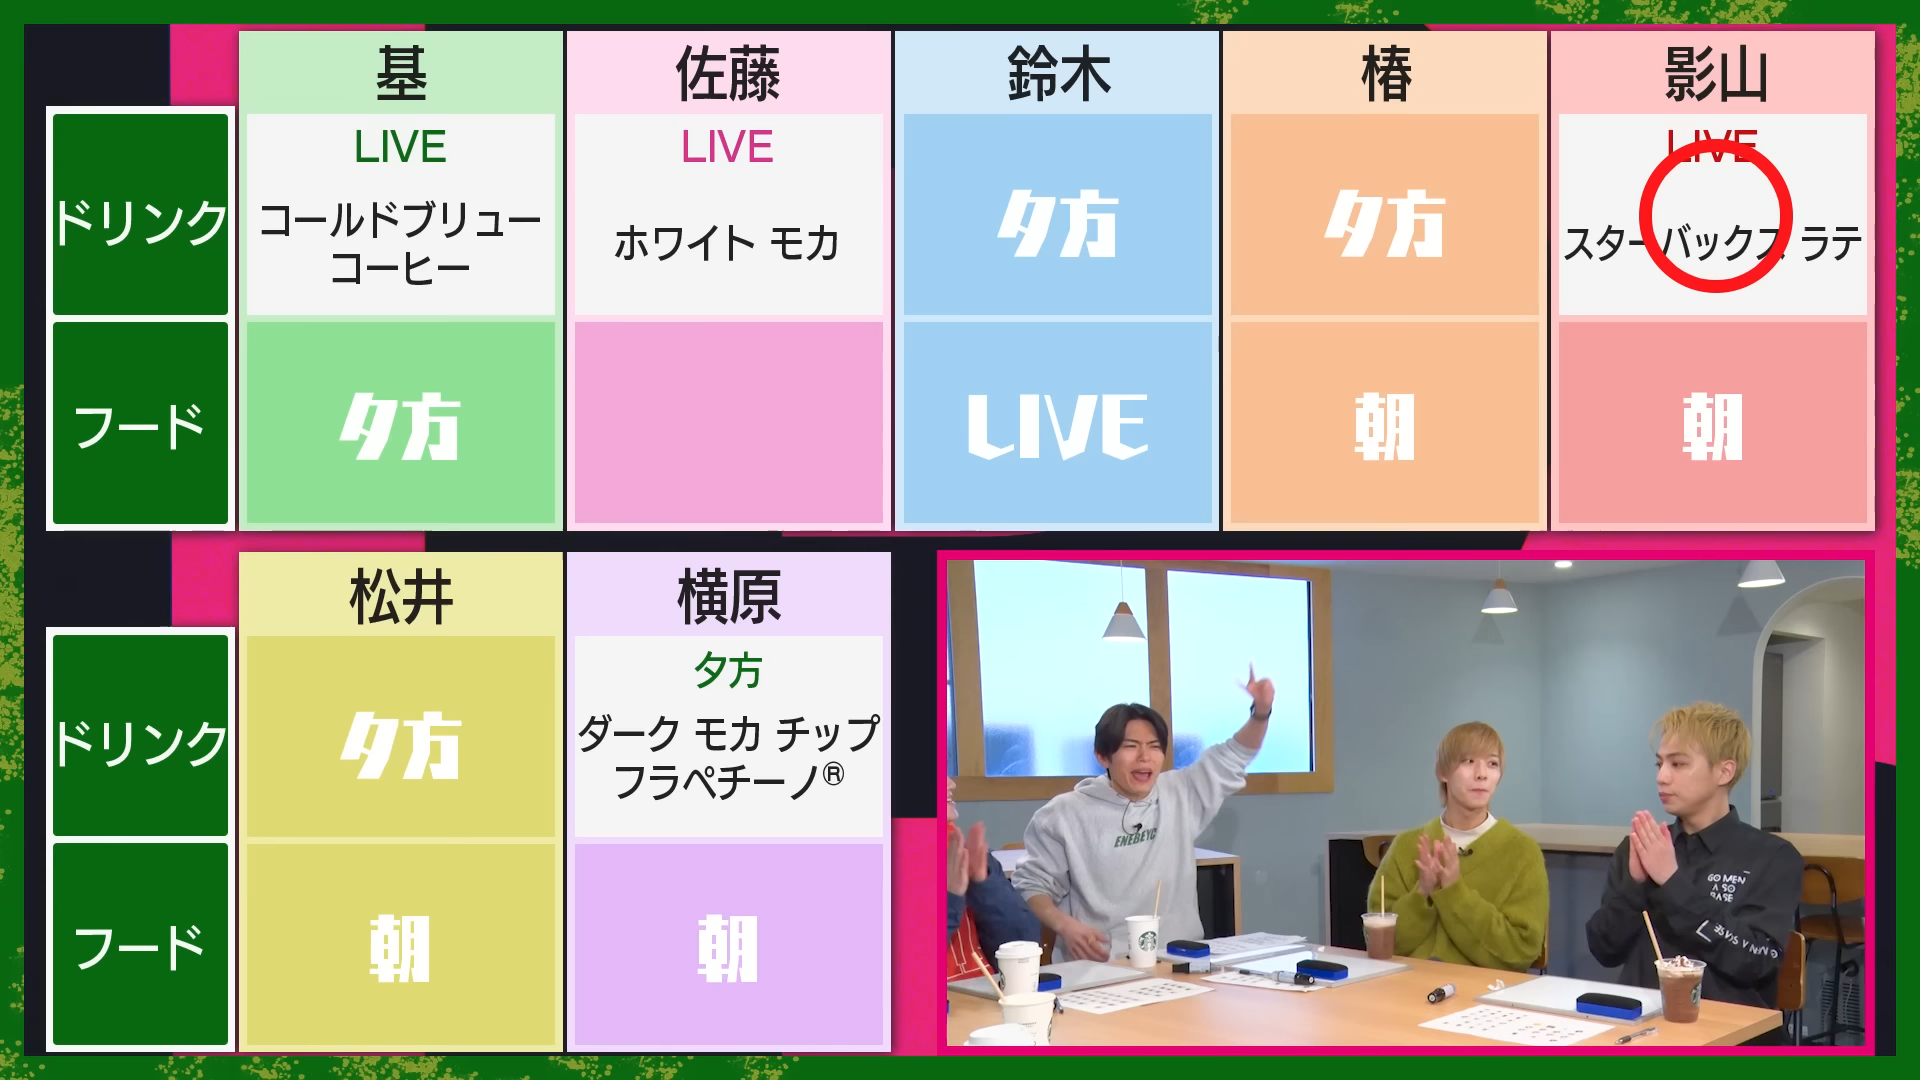 基
佐藤
鈴木
椿
影山
ドリンク
LIVE
コールドブリュー
コーヒー
LIVE
ホワイト モカ
夕方
夕方
LIVE
スターバックス ラテ
フード
夕方
LIVE
朝
朝
松井
横原
ドリンク
夕方
夕方
ダーク モカ チップ
フラペチーノ®
フード
朝
朝
GO MEN
A SO
BASE